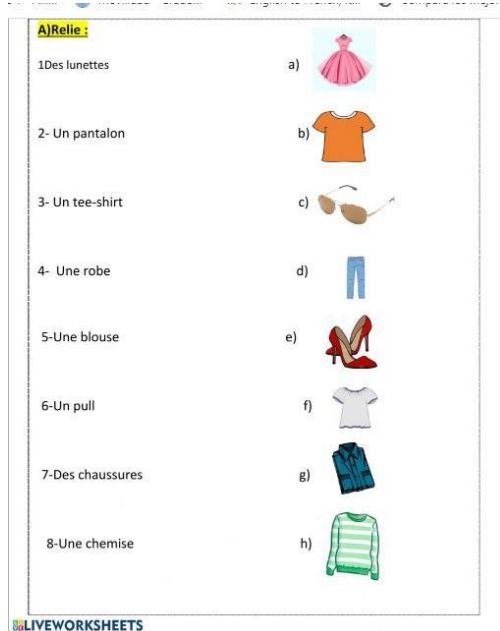 A)Relie :
1Des lunettes
a)
2- Un pantalon
b)
3- Un tee-shirt
c)
4- Une robe
d)
5-Une blouse
e)
6-Un pull
f)
7-Des chaussures
g)
8-Une chemise
h)
LIVEWORKSHEETS